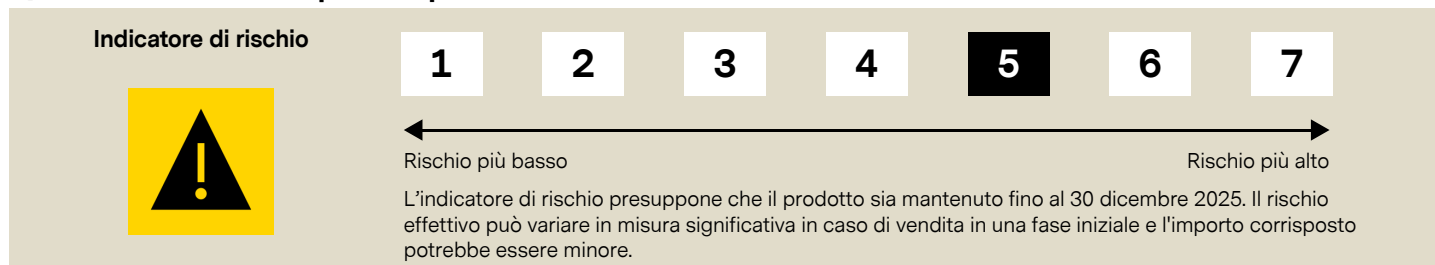 Indicatore di rischio
1 2 3 4 5 6 7
Rischio più basso Rischio più alto
L'indicatore di rischio presuppone che il prodotto sia mantenuto fino al 30 dicembre 2025. Il rischio
effettivo può variare in misura significativa in caso di vendita in una fase iniziale e l'importo corrisposto
potrebbe essere minore.